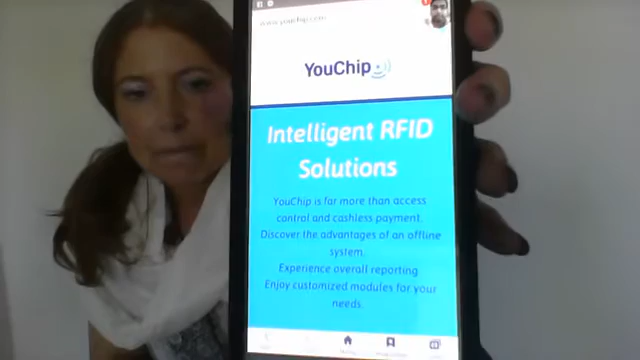 www.youchip.com
YouChip
Intelligent RFID
Solutions
YouChip is far more than access
control and cashless payment.
Discover the advantages of an offline
system.
Experience overall reporting
Enjoy customized modules for your
needs.